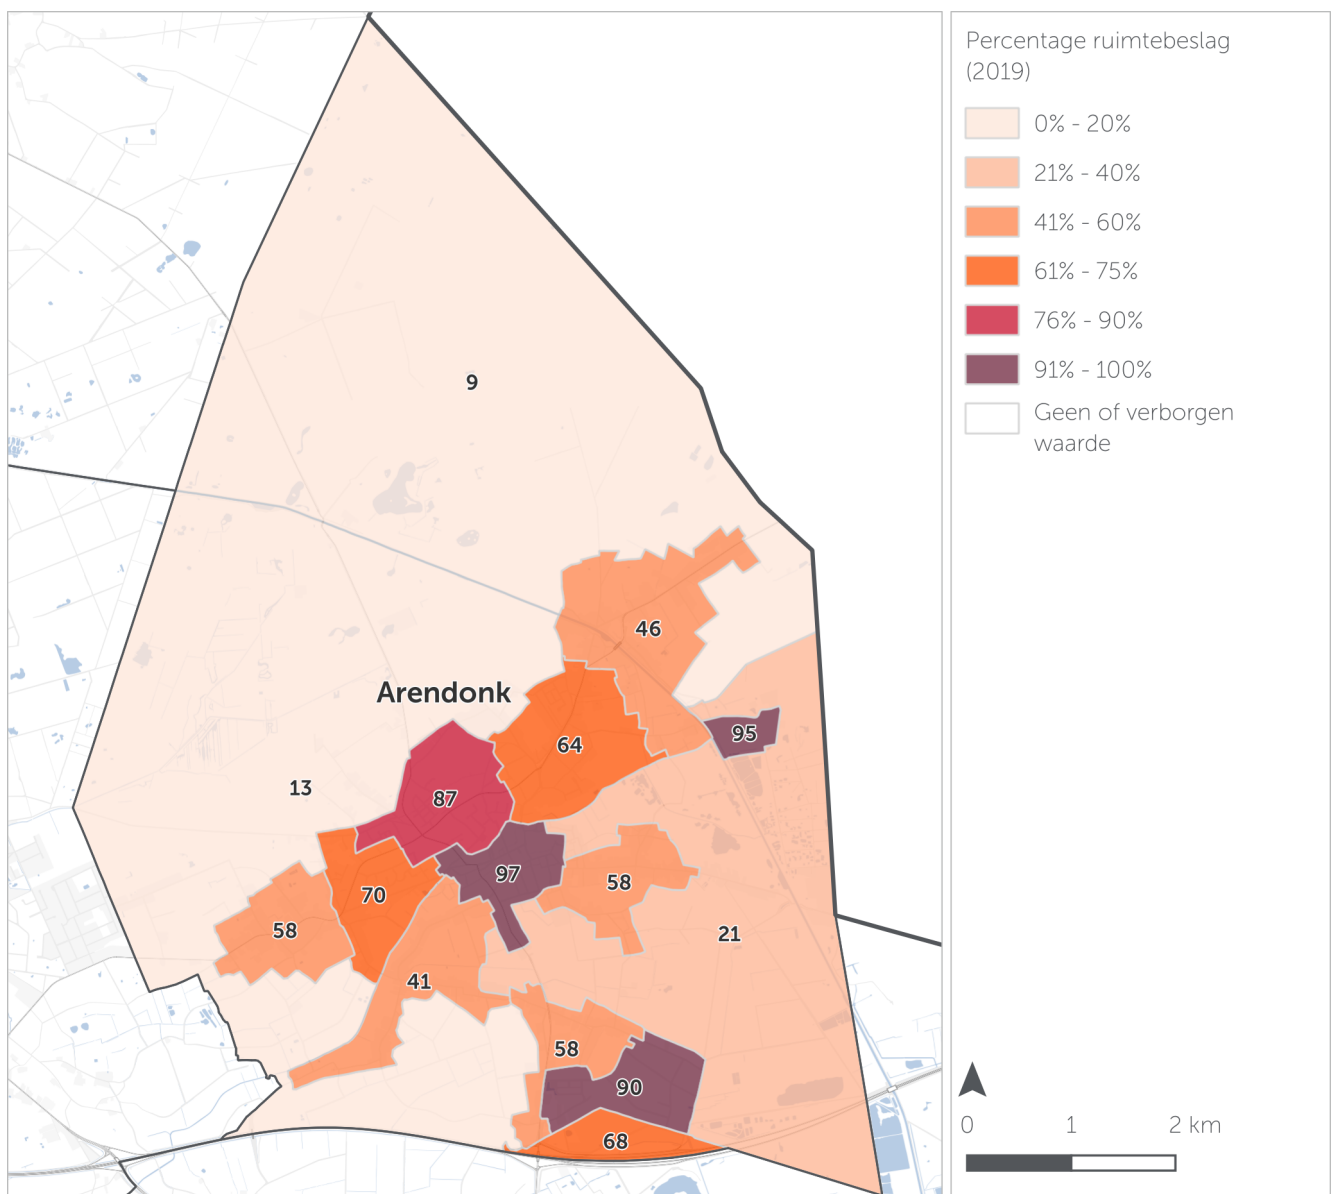 9
46
Arendonk
95
64
13
87
97
58
70
21
58
41
58
90
68
Percentage ruimtebeslag
(2019)
0% - 20%
21% - 40%
41% - 60%
61% - 75%
76% - 90%
91% - 100%
Geen of verborgen
waarde
0 1 2 km